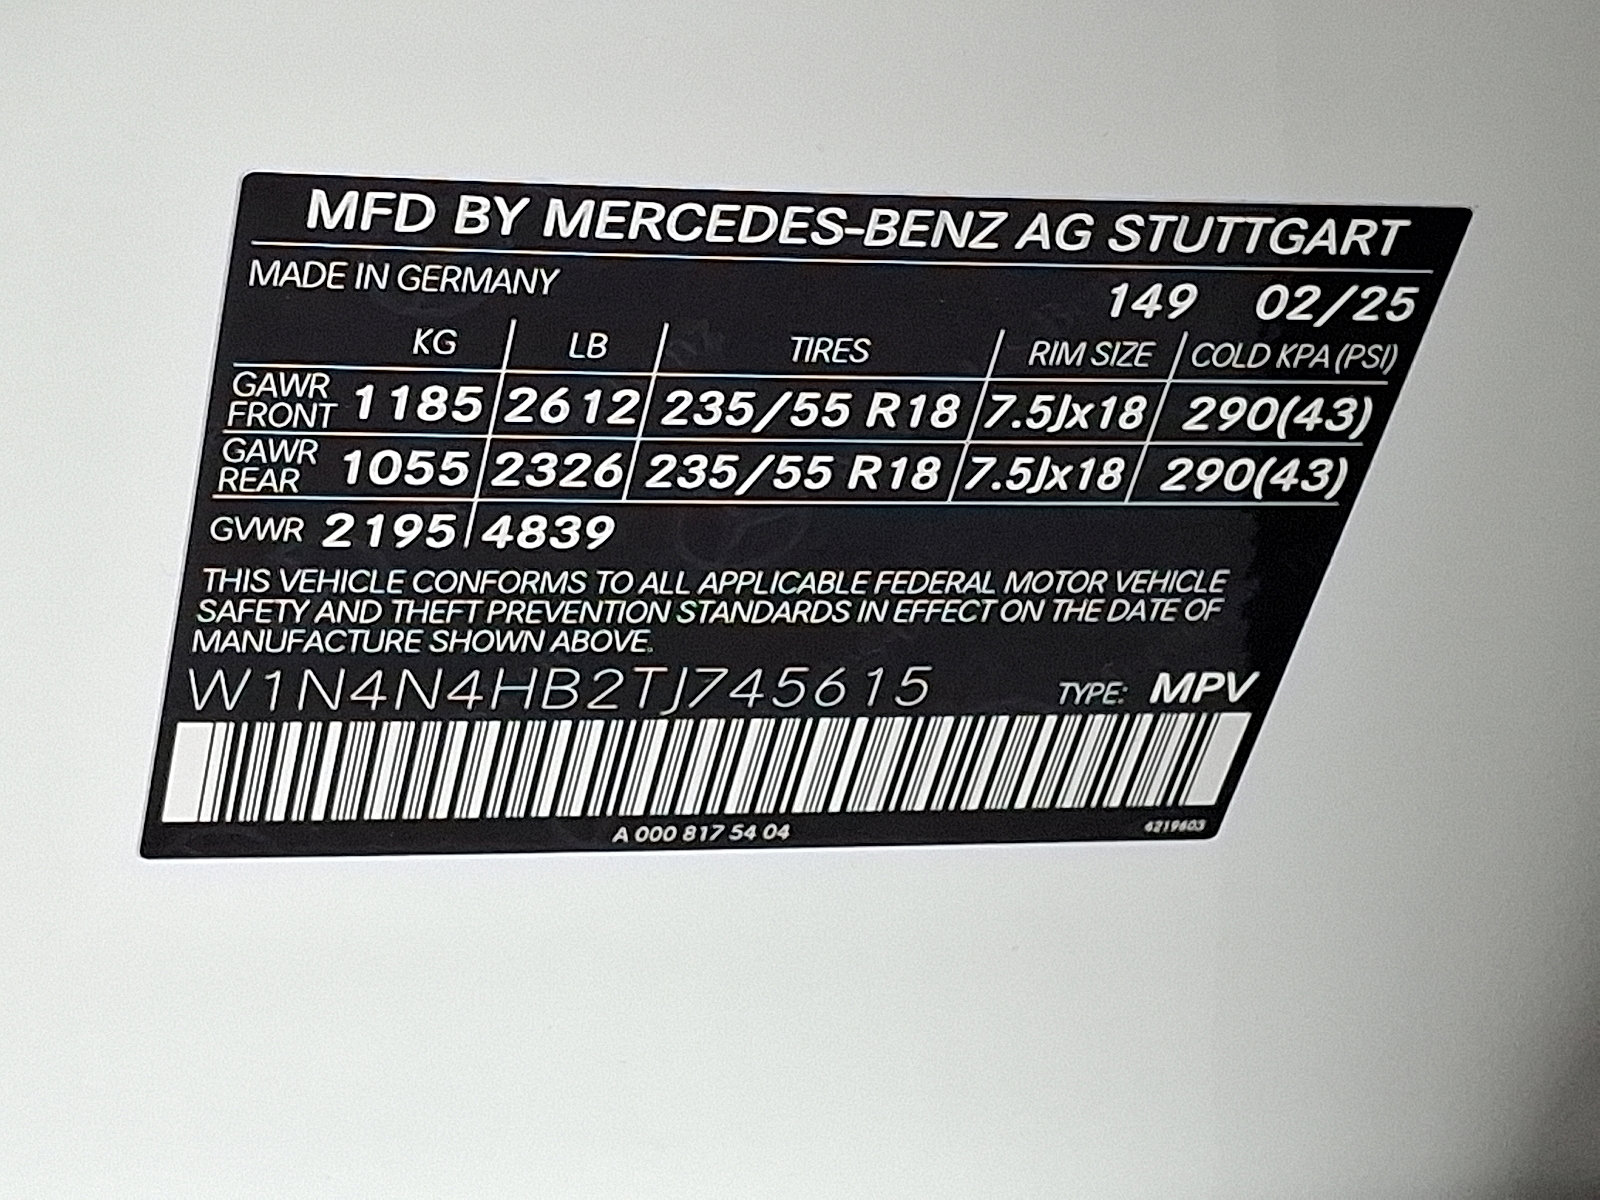 MFD BY MERCEDES-BENZ AG STUTTGART
MADE IN GERMANY 149 02/25
KG LB TIRES RIM SIZE COLD KPA (PSI)
GAWR FRONT 1185 2612 235/55 R18 7.5Jx18 290(43)
GAWR REAR 1055 2326 235/55 R18 7.5Jx18 290(43)
GVWR 2195 4839
THIS VEHICLE CONFORMS TO ALL APPLICABLE FEDERAL MOTOR VEHICLE
SAFETY AND THEFT PREVENTION STANDARDS IN EFFECT ON THE DATE OF
MANUFACTURE SHOWN ABOVE.
W1N4N4HB2TJ745615 TYPE: MPV
A 000 817 54 04